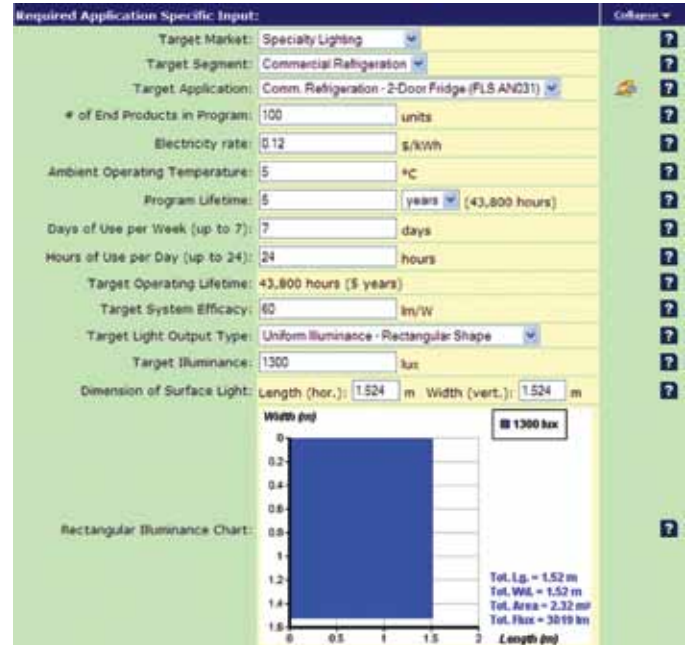 Required Application Specific Input: Collapse
Target Market: Specialty Lighting
Target Segment: Commercial Refrigeration
Target Application: Comm. Refrigeration - 2-Door Fridge (FLS AN031)
# of End Products in Program: 100 units
Electricity rate: 0.12 $/kWh
Ambient Operating Temperature: 5 °C
Program Lifetime: 5 years (43,800 hours)
Days of Use per Week (up to 7): 7 days
Hours of Use per Day (up to 24): 24 hours
Target Operating Lifetime: 43,800 hours (5 years)
Target System Efficacy: 60 lm/W
Target Light Output Type: Uniform Illuminance - Rectangular Shape
Target Illuminance: 1300 lux
Dimension of Surface Light: Length (hor.): 1.524 m Width (vert.): 1.524 m
Rectangular Illuminance Chart:
Width (m)
1300 lux
0
0.2
0.4
0.6
0.8
1
1.2
1.4
1.6
Tot. Lg. = 1.52 m
Tot. Wd. = 1.52 m
Tot. Area = 2.32 m²
Tot. Flux = 3019 lm
0 0.5 1 1.5 2 Length (m)